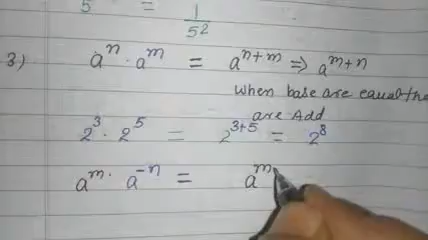 5 = 1/5²
3) aⁿ · aᵐ = aⁿ⁺ᵐ ⇒ aᵐ⁺ⁿ
When base are equal
are Add
2³ · 2⁵ = 2³⁺⁵ = 2⁸
aᵐ · a⁻ⁿ = aᵐ